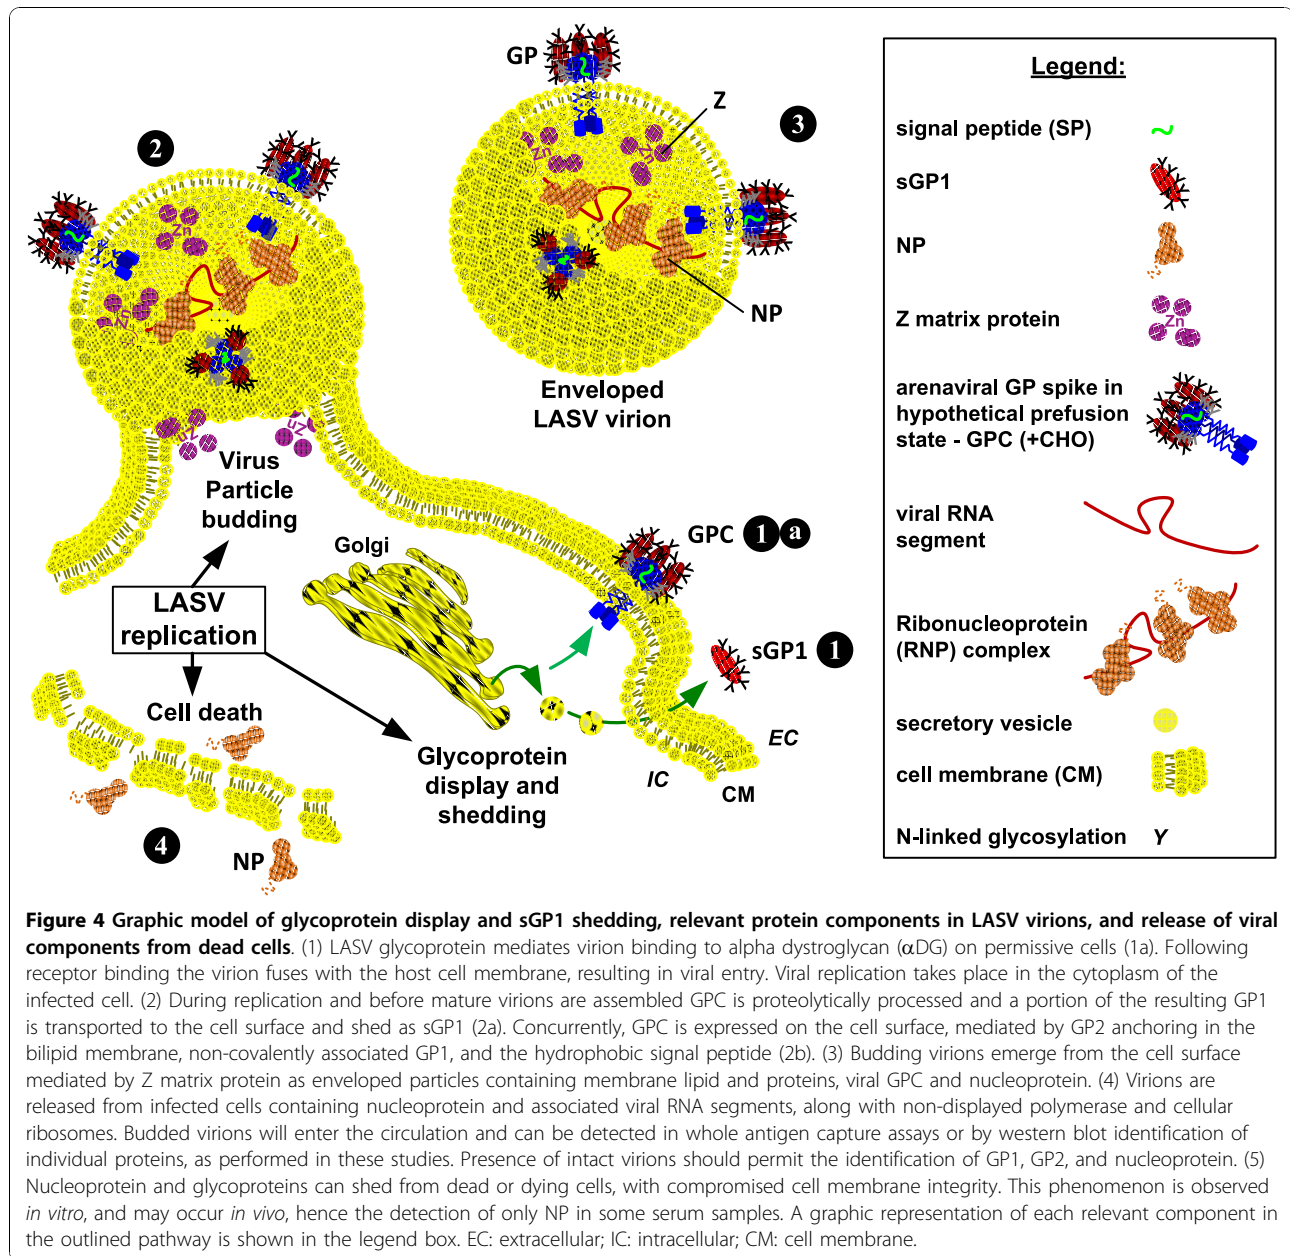 GP
Z
3
2
NP
Enveloped
LASV virion
Zn
Zn
Zn
Zn
Zn
Zn
Virus
Particle
budding
Golgi
GPC 1 a
LASV
replication
sGP1 1
Cell death
EC
Glycoprotein
display and
shedding
IC
CM
4
NP
Legend:
signal peptide (SP)
sGP1
NP
Z matrix protein
Zn
arenaviral GP spike in
hypothetical prefusion
state - GPC (+CHO)
viral RNA
segment
Ribonucleoprotein
(RNP) complex
secretory vesicle
cell membrane (CM)
N-linked glycosylation Y
Figure 4 Graphic model of glycoprotein display and sGP1 shedding, relevant protein components in LASV virions, and release of viral
components from dead cells. (1) LASV glycoprotein mediates virion binding to alpha dystroglycan (αDG) on permissive cells (1a). Following
receptor binding the virion fuses with the host cell membrane, resulting in viral entry. Viral replication takes place in the cytoplasm of the
infected cell. (2) During replication and before mature virions are assembled GPC is proteolytically processed and a portion of the resulting GP1
is transported to the cell surface and shed as sGP1 (2a). Concurrently, GPC is expressed on the cell surface, mediated by GP2 anchoring in the
bilipid membrane, non-covalently associated GP1, and the hydrophobic signal peptide (2b). (3) Budding virions emerge from the cell surface
mediated by Z matrix protein as enveloped particles containing membrane lipid and proteins, viral GPC and nucleoprotein. (4) Virions are
released from infected cells containing nucleoprotein and associated viral RNA segments, along with non-displayed polymerase and cellular
ribosomes. Budded virions will enter the circulation and can be detected in whole antigen capture assays or by western blot identification of
individual proteins, as performed in these studies. Presence of intact virions should permit the identification of GP1, GP2, and nucleoprotein. (5)
Nucleoprotein and glycoproteins can shed from dead or dying cells, with compromised cell membrane integrity. This phenomenon is observed
in vitro, and may occur in vivo, hence the detection of only NP in some serum samples. A graphic representation of each relevant component in
the outlined pathway is shown in the legend box. EC: extracellular; IC: intracellular; CM: cell membrane.